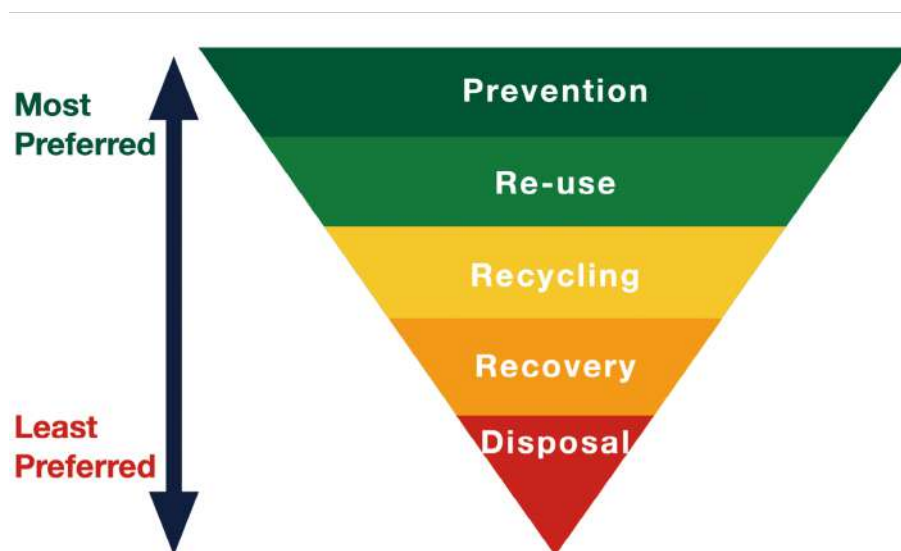 Most
Preferred
Prevention
Re-use
Recycling
Recovery
Disposal
Least
Preferred